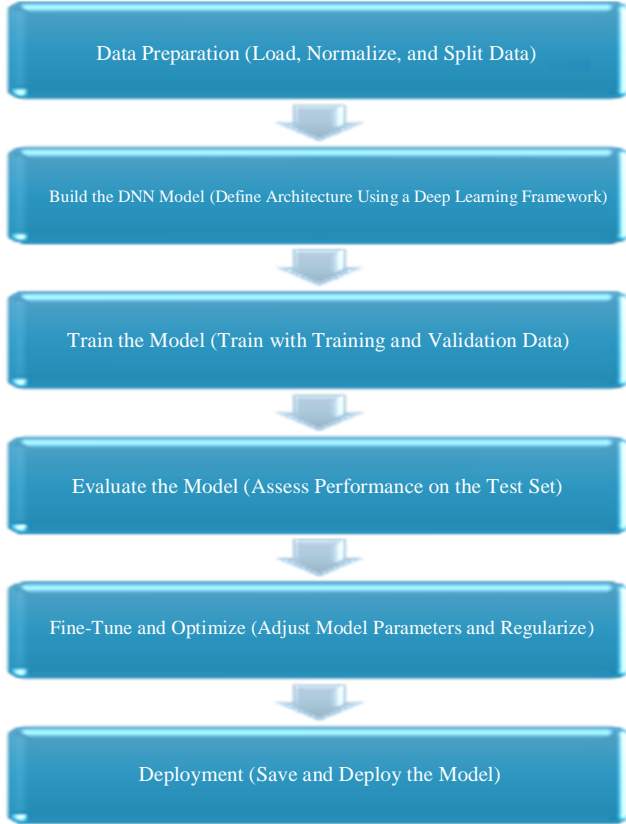 Data Preparation (Load, Normalize, and Split Data)
Build the DNN Model (Define Architecture Using a Deep Learning Framework)
Train the Model (Train with Training and Validation Data)
Evaluate the Model (Assess Performance on the Test Set)
Fine-Tune and Optimize (Adjust Model Parameters and Regularize)
Deployment (Save and Deploy the Model)